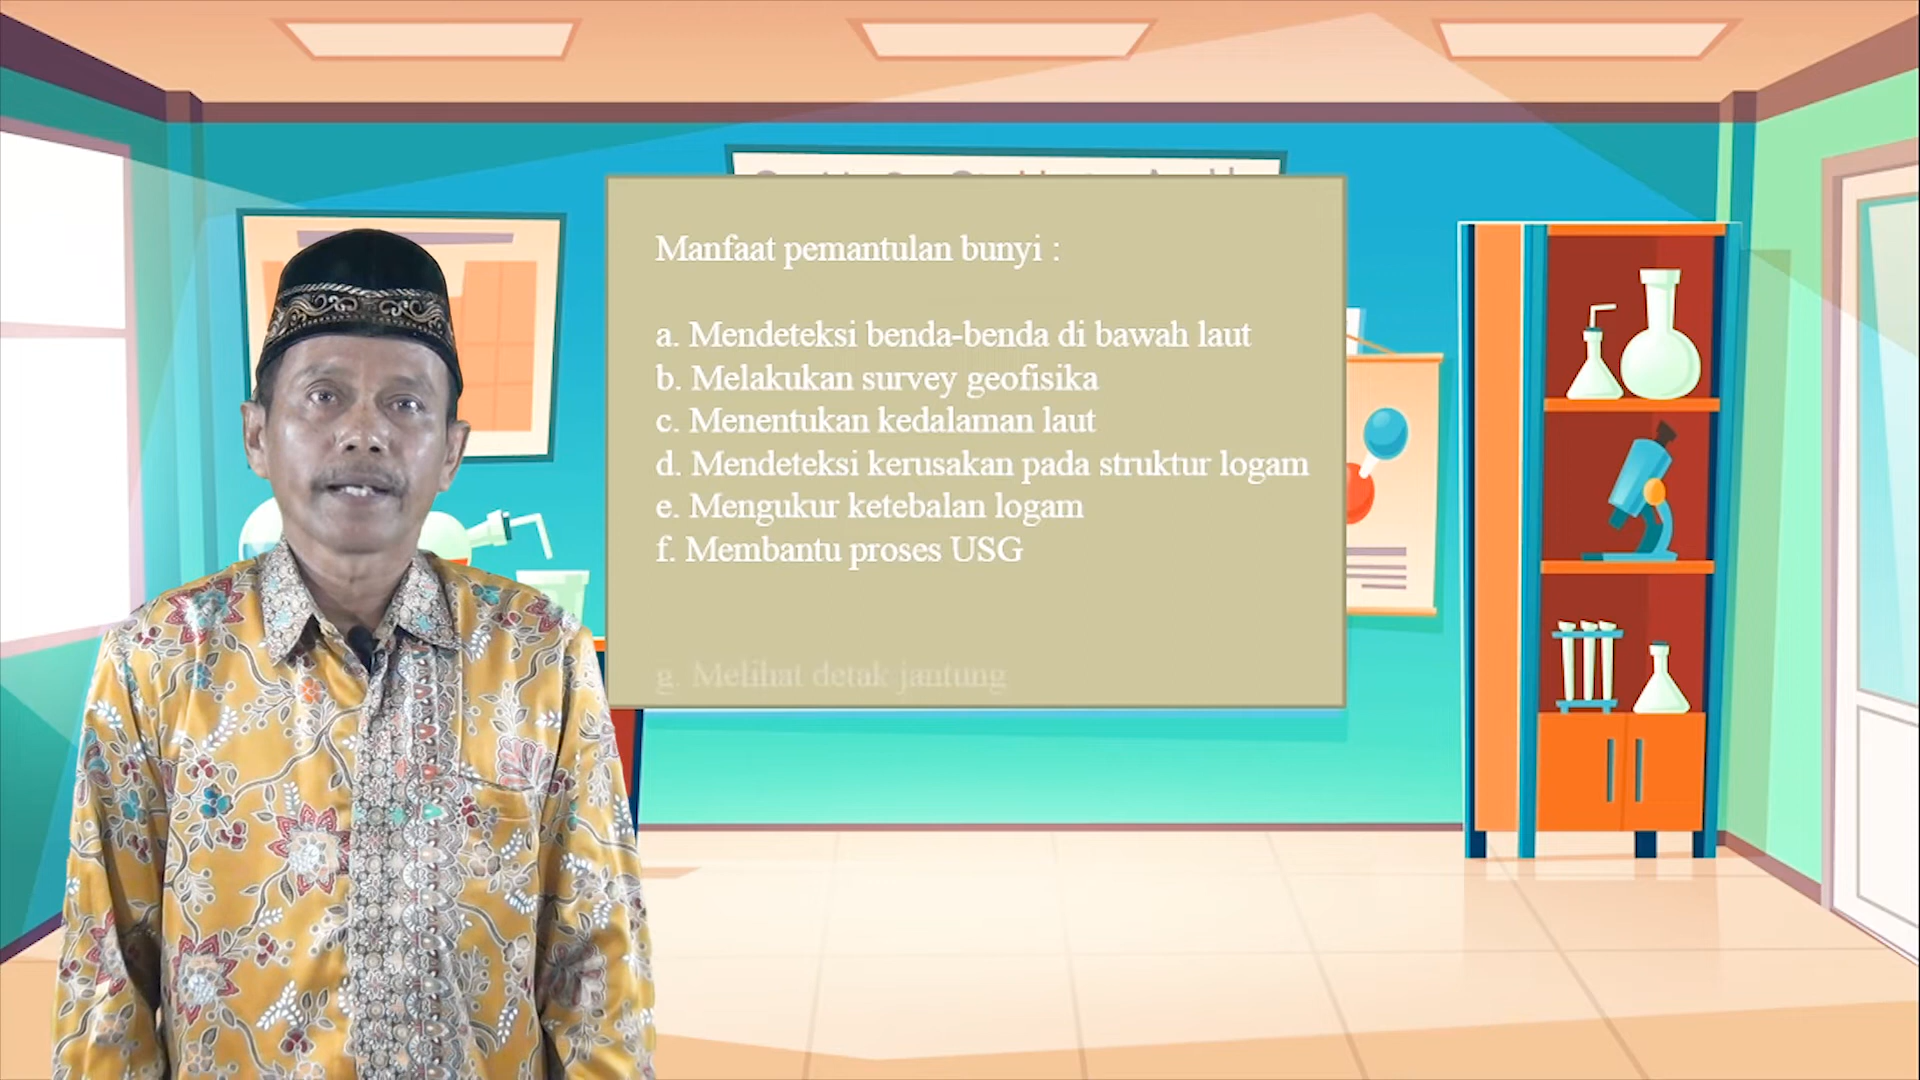 Manfaat pemantulan bunyi :
a. Mendeteksi benda-benda di bawah laut
b. Melakukan survey geofisika
c. Menentukan kedalaman laut
d. Mendeteksi kerusakan pada struktur logam
e. Mengukur ketebalan logam
f. Membantu proses USG
g. Melihat detak jantung